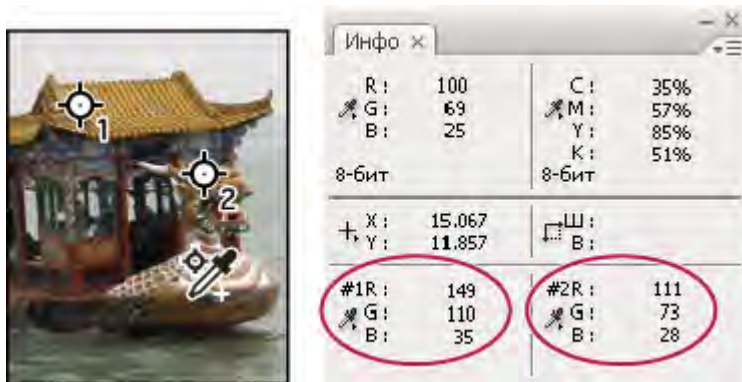 1
2
Инфо ×
R: 100
G: 69
B: 25
8-бит
C: 35%
M: 57%
Y: 85%
K: 51%
8-бит
X: 15.067
Y: 11.857
Ш:
В:
#1R: 149
G: 110
B: 35
#2R: 111
G: 73
B: 28